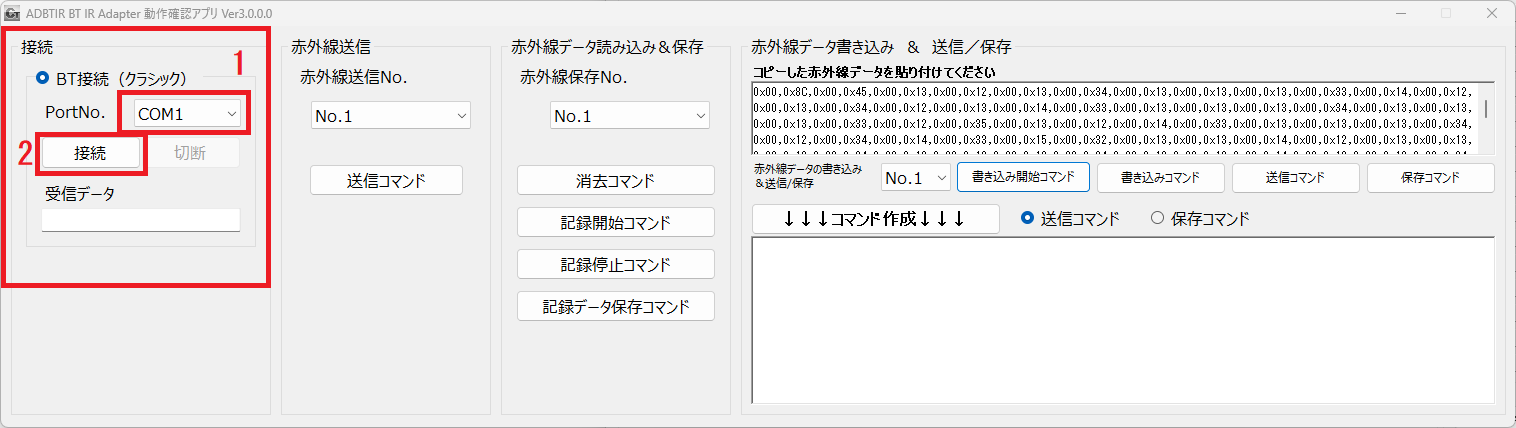 ADBTIR BT IR Adapter 動作確認アプリ Ver3.0.0.0
接続
1
BT接続（クラシック）
PortNo.
COM1
2
接続
切断
受信データ
赤外線送信
赤外線送信No.
No.1
送信コマンド
赤外線データ読み込み＆保存
赤外線保存No.
No.1
消去コマンド
記録開始コマンド
記録停止コマンド
記録データ保存コマンド
赤外線データ書き込み ＆ 送信／保存
コピーした赤外線データを貼り付けてください
0x00,0x8C,0x00,0x45,0x00,0x13,0x00,0x12,0x00,0x34,0x00,0x13,0x00,0x13,0x00,0x13,0x00,0x33,0x00,0x14,0x00,0x12,
0x00,0x13,0x00,0x34,0x00,0x12,0x00,0x13,0x00,0x14,0x00,0x33,0x00,0x13,0x00,0x13,0x00,0x34,0x00,0x13,0x00,0x13,
0x00,0x13,0x00,0x33,0x00,0x12,0x00,0x35,0x00,0x13,0x00,0x12,0x00,0x14,0x00,0x33,0x00,0x13,0x00,0x13,0x00,0x34,
0x00,0x12,0x00,0x34,0x00,0x14,0x00,0x33,0x00,0x15,0x00,0x32,0x00,0x13,0x00,0x34,0x00,0x13,0x00,0x12,0x00,0x13,
赤外線データの書き込み
＆送信/保存
No.1
書き込み開始コマンド
書き込みコマンド
送信コマンド
保存コマンド
↓↓↓コマンド作成↓↓↓
送信コマンド
保存コマンド